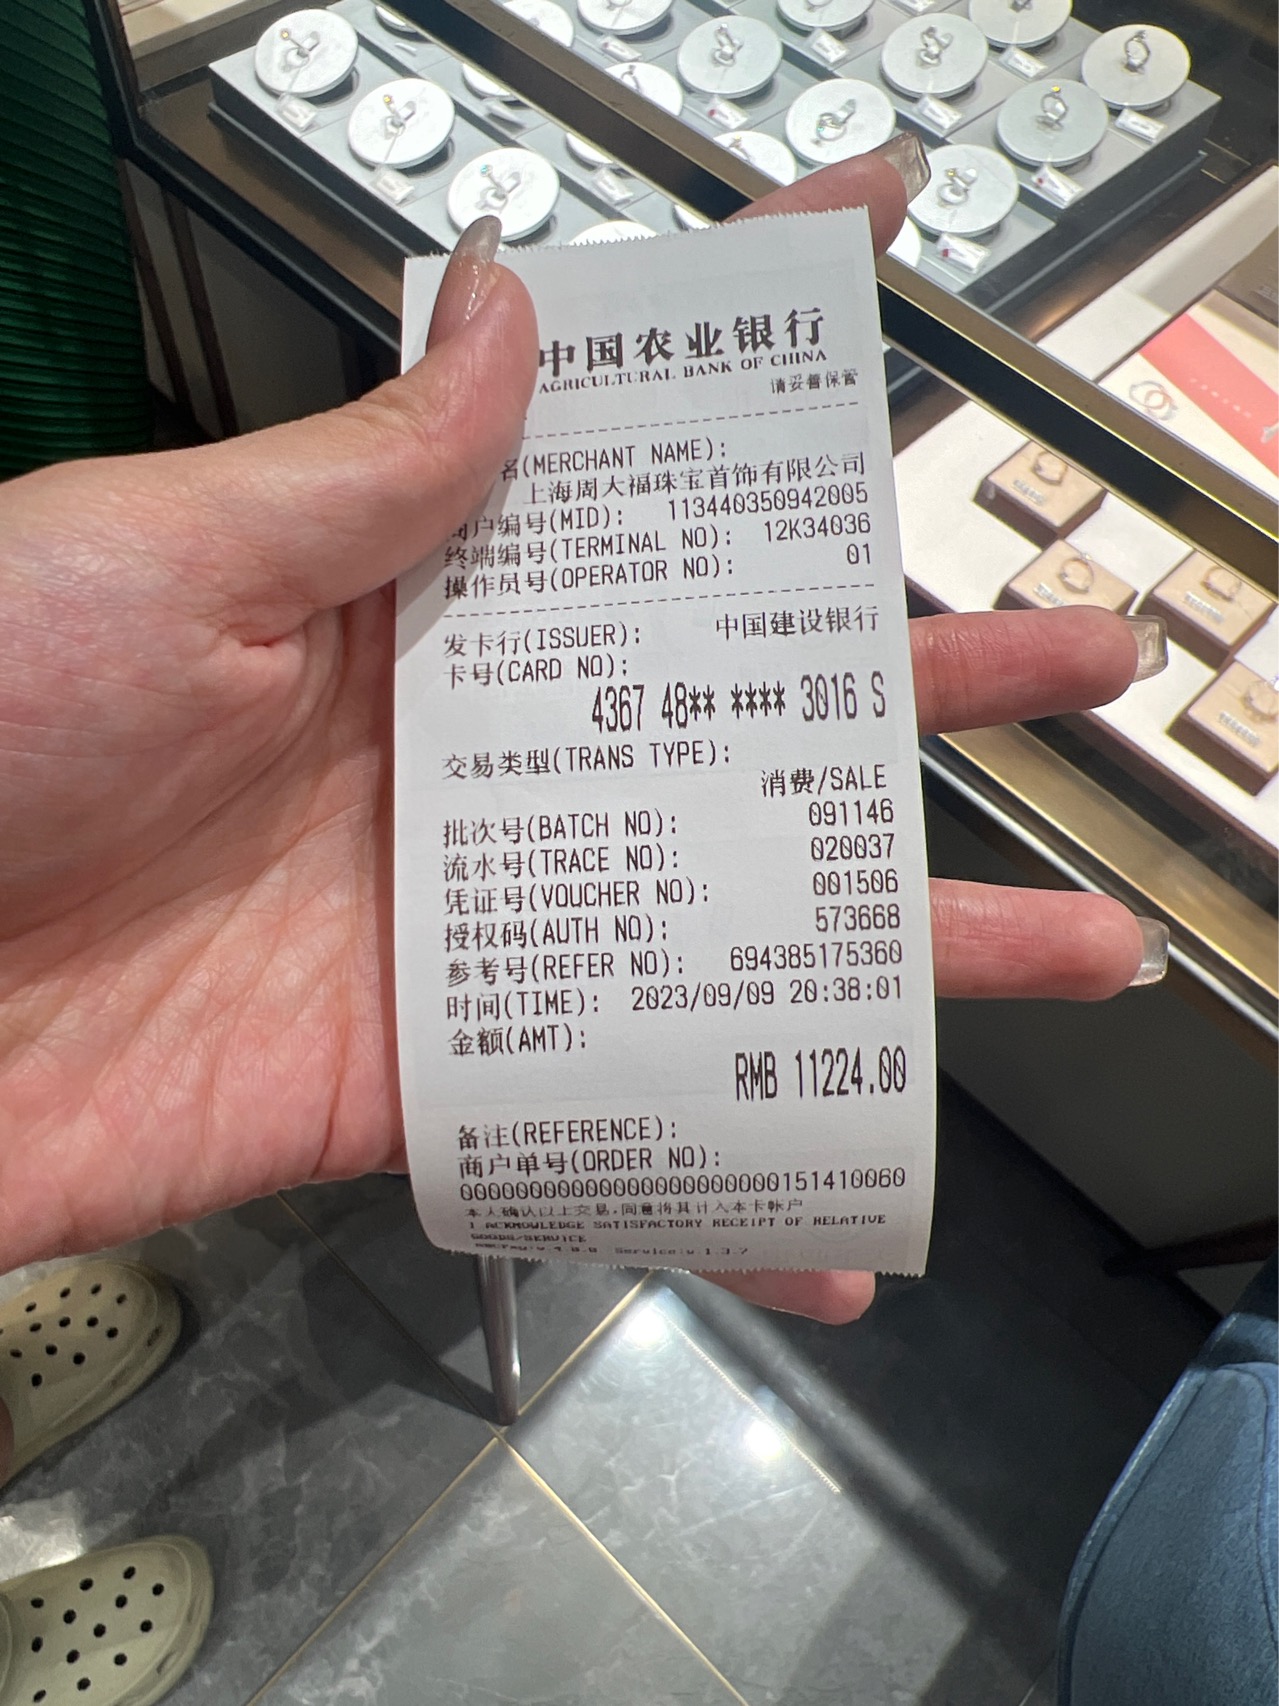 中国农业银行
AGRICULTURAL BANK OF CHINA
请妥善保管
名(MERCHANT NAME):
上海周大福珠宝首饰有限公司
商户编号(MID): 113440350942005
终端编号(TERMINAL NO): 12K34036
操作员号(OPERATOR NO): 01
发卡行(ISSUER): 中国建设银行
卡号(CARD NO):
4367 48** **** 3016 S
交易类型(TRANS TYPE):
消费/SALE
批次号(BATCH NO): 091146
流水号(TRACE NO): 020037
凭证号(VOUCHER NO): 001506
授权码(AUTH NO): 573668
参考号(REFER NO): 694385175360
时间(TIME): 2023/09/09 20:38:01
金额(AMT):
RMB 11224.00
备注(REFERENCE):
商户单号(ORDER NO):
00000000000000000000000151410060
本人确认以上交易,同意将其计入本卡帐户
I ACKNOWLEDGE SATISFACTORY RECEIPT OF RELATIVE
GOODS/SERVICE
Service:v.1.3.7